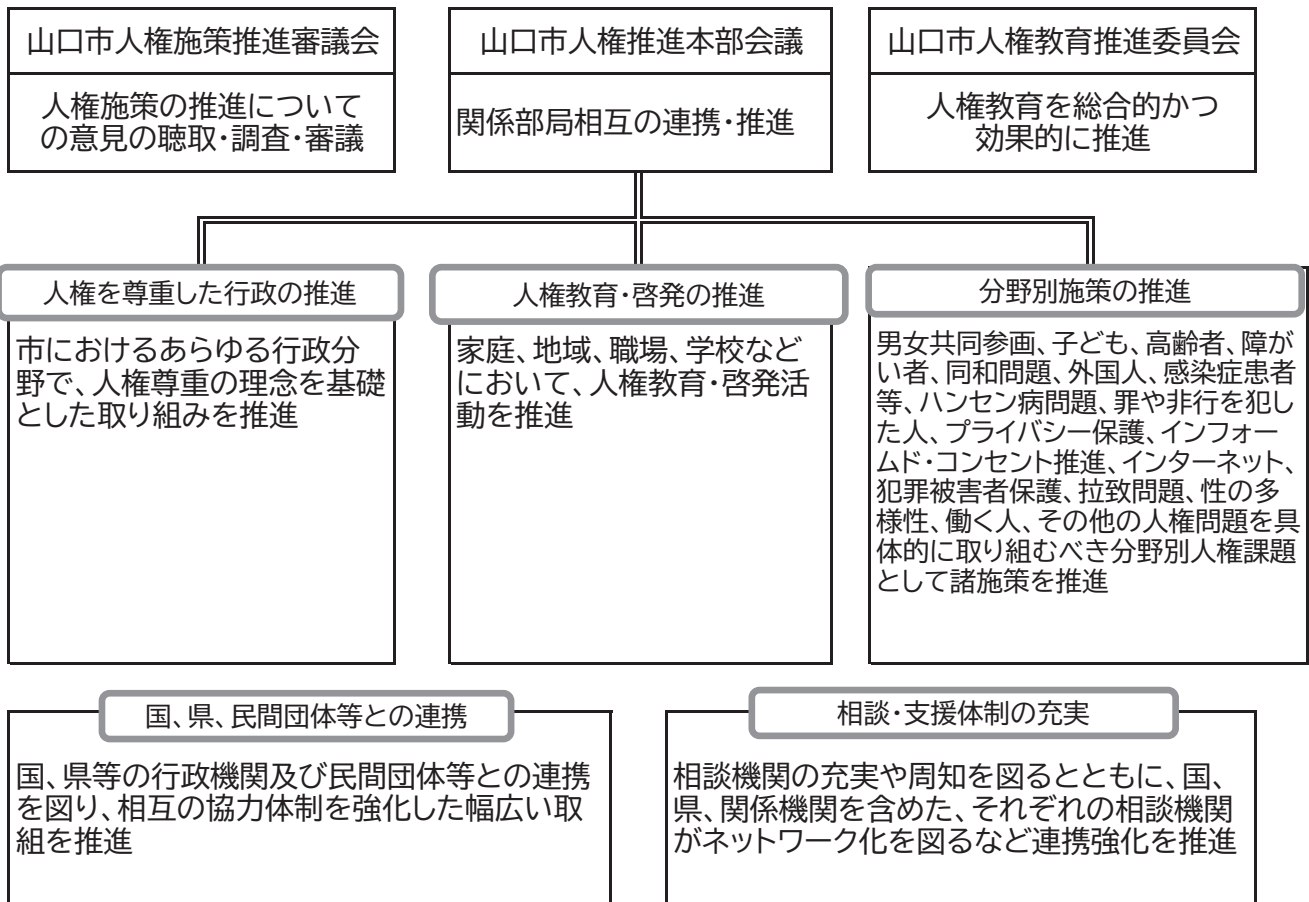 山口市人権施策推進審議会
人権施策の推進について
の意見の聴取・調査・審議
山口市人権推進本部会議
関係部局相互の連携・推進
山口市人権教育推進委員会
人権教育を総合的かつ
効果的に推進
人権を尊重した行政の推進
市におけるあらゆる行政分
野で、人権尊重の理念を基礎
とした取り組みを推進
人権教育・啓発の推進
家庭、地域、職場、学校など
において、人権教育・啓発活
動を推進
分野別施策の推進
男女共同参画、子ども、高齢者、障が
い者、同和問題、外国人、感染症患者
等、ハンセン病問題、罪や非行を犯し
た人、プライバシー保護、インフォー
ムド・コンセント推進、インターネット、
犯罪被害者保護、拉致問題、性の多
様性、働く人、その他の人権問題を具
体的に取り組むべき分野別人権課題
として諸施策を推進
国、県、民間団体等との連携
国、県等の行政機関及び民間団体等との連携
を図り、相互の協力体制を強化した幅広い取
組を推進
相談・支援体制の充実
相談機関の充実や周知を図るとともに、国、
県、関係機関を含めた、それぞれの相談機関
がネットワーク化を図るなど連携強化を推進